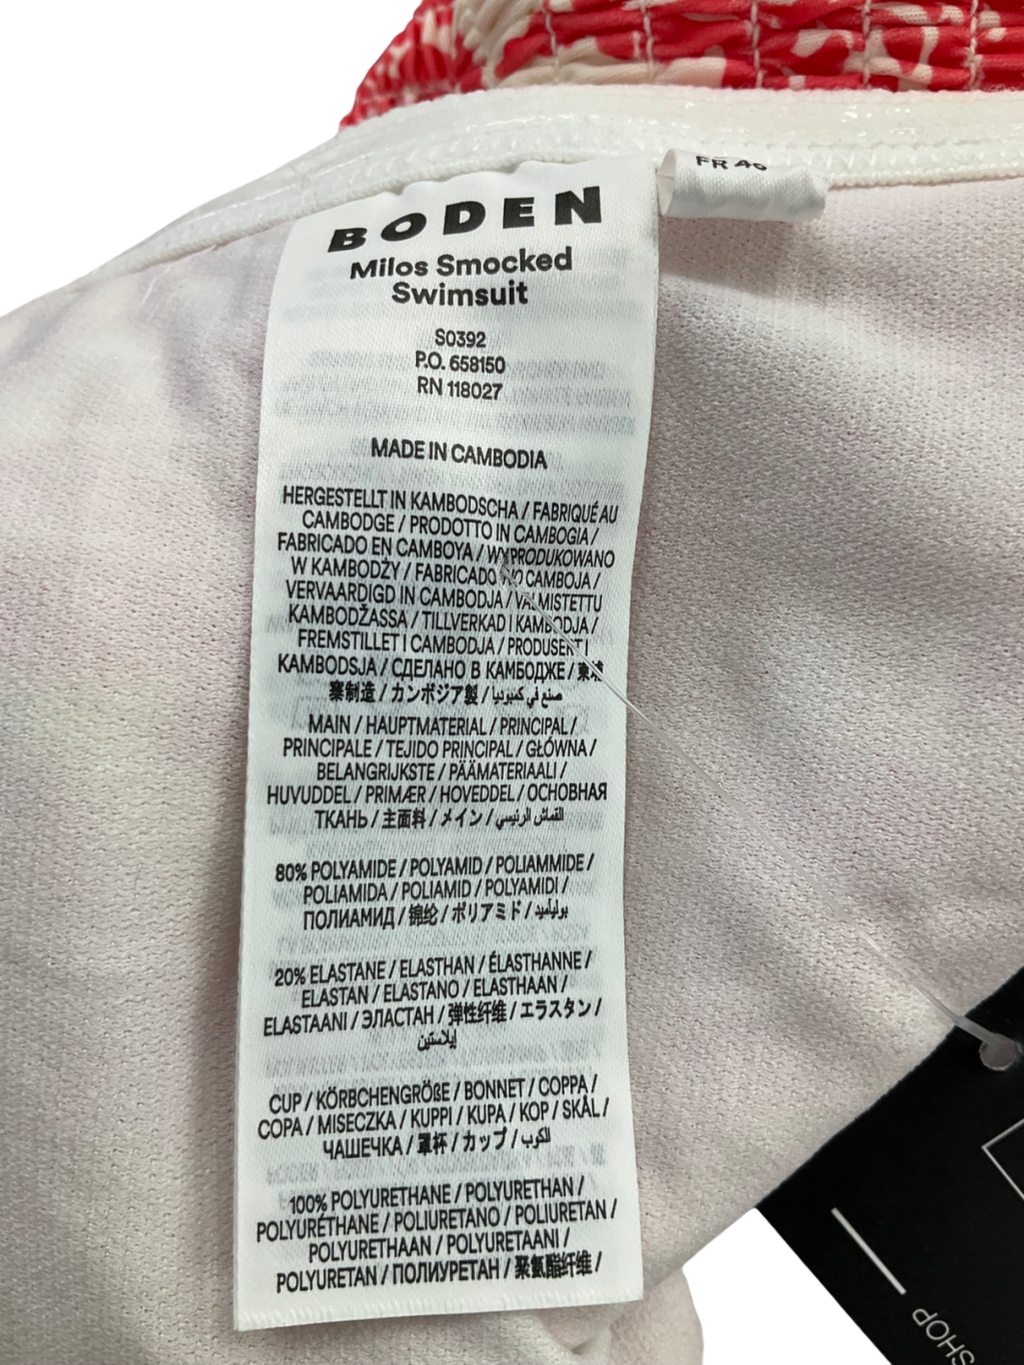 BODEN
Milos Smocked
Swimsuit
S0392
P.O. 658150
RN 118027
MADE IN CAMBODIA
HERGESTELLT IN KAMBODSCHA / FABRIQUÉ AU
CAMBODGE / PRODOTTO IN CAMBOGIA /
FABRICADO EN CAMBOYA / WYPRODUKOWANO
W KAMBODŻY / FABRICADO NO CAMBOJA /
VERVAARDIGD IN CAMBODJA / VALMISTETTU
KAMBODŽASSA / TILLVERKAD I KAMBODJA /
FREMSTILLET I CAMBODJA / PRODUSERT I
KAMBODSJA / СДЕЛАНО В КАМБОДЖЕ / 柬埔
寨制造 / カンボジア製 / صنع في كمبوديا
MAIN / HAUPTMATERIAL / PRINCIPAL /
PRINCIPALE / TEJIDO PRINCIPAL / GŁÓWNA /
BELANGRIJKSTE / PÄÄMATERIAALI /
HUVUDDEL / PRIMÆR / HOVEDDEL / ОСНОВНАЯ
ТКАНЬ / 主面料 / メイン / القماش الرئيسي
80% POLYAMIDE / POLYAMID / POLIAMMIDE /
POLIAMIDA / POLIAMID / POLYAMIDI /
ПОЛИАМИД / 锦纶 / ポリアミド / بولياميد
20% ELASTANE / ELASTHAN / ÉLASTHANNE /
ELASTAN / ELASTANO / ELASTHAAN /
ELASTAANI / ЭЛАСТАН / 弹性纤维 / エラスタン /
إيلاستين
CUP / KÖRBCHENGRÖßE / BONNET / COPPA /
COPA / MISECZKA / KUPPI / KUPA / KOP / SKÅL /
ЧАШЕЧКА / 罩杯 / カップ / الكوب
100% POLYURETHANE / POLYURETHAN /
POLYURÉTHANE / POLIURETANO / POLIURETAN /
POLYURETHAAN / POLYURETAANI /
POLYURETAN / ПОЛИУРЕТАН / 聚氨酯纤维 /
FR 46
SHOP